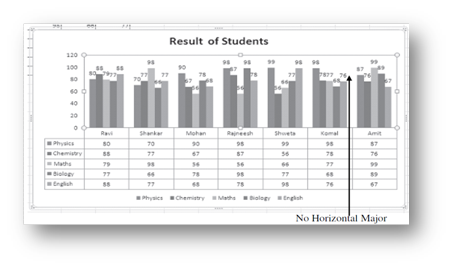 Result of Students
120
100
80
60
40
20
0
Ravi Shankar Mohan Rajneesh Shweta Komal Amit
Physics 80 70 90 98 99 98 87
Chemistry 88 77 67 87 56 78 76
Maths 79 98 56 56 66 77 99
Biology 77 66 78 98 77 68 89
English 88 77 68 78 98 76 67
Physics Chemistry Maths Biology English
No Horizontal Major